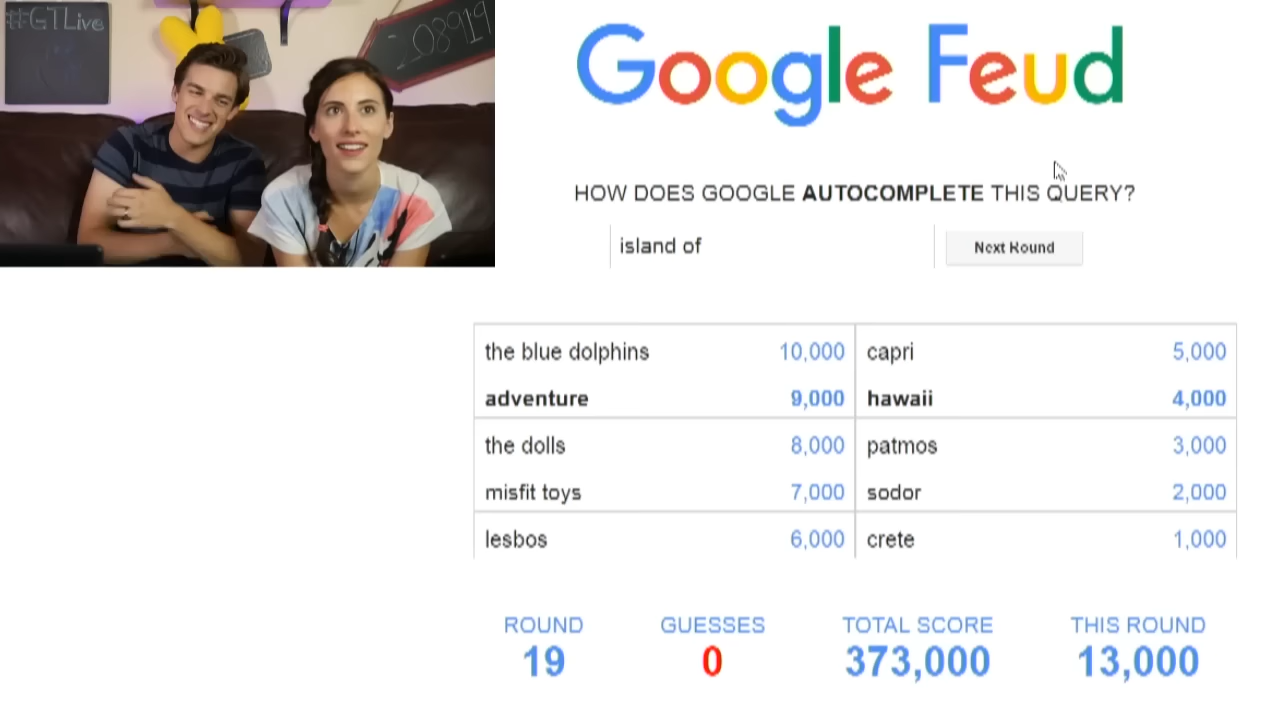 #GTLive
08919
Google Feud
HOW DOES GOOGLE AUTOCOMPLETE THIS QUERY?
island of
Next Round
the blue dolphins 10,000 capri 5,000
adventure 9,000 hawaii 4,000
the dolls 8,000 patmos 3,000
misfit toys 7,000 sodor 2,000
lesbos 6,000 crete 1,000
ROUND GUESSES TOTAL SCORE THIS ROUND
19 0 373,000 13,000